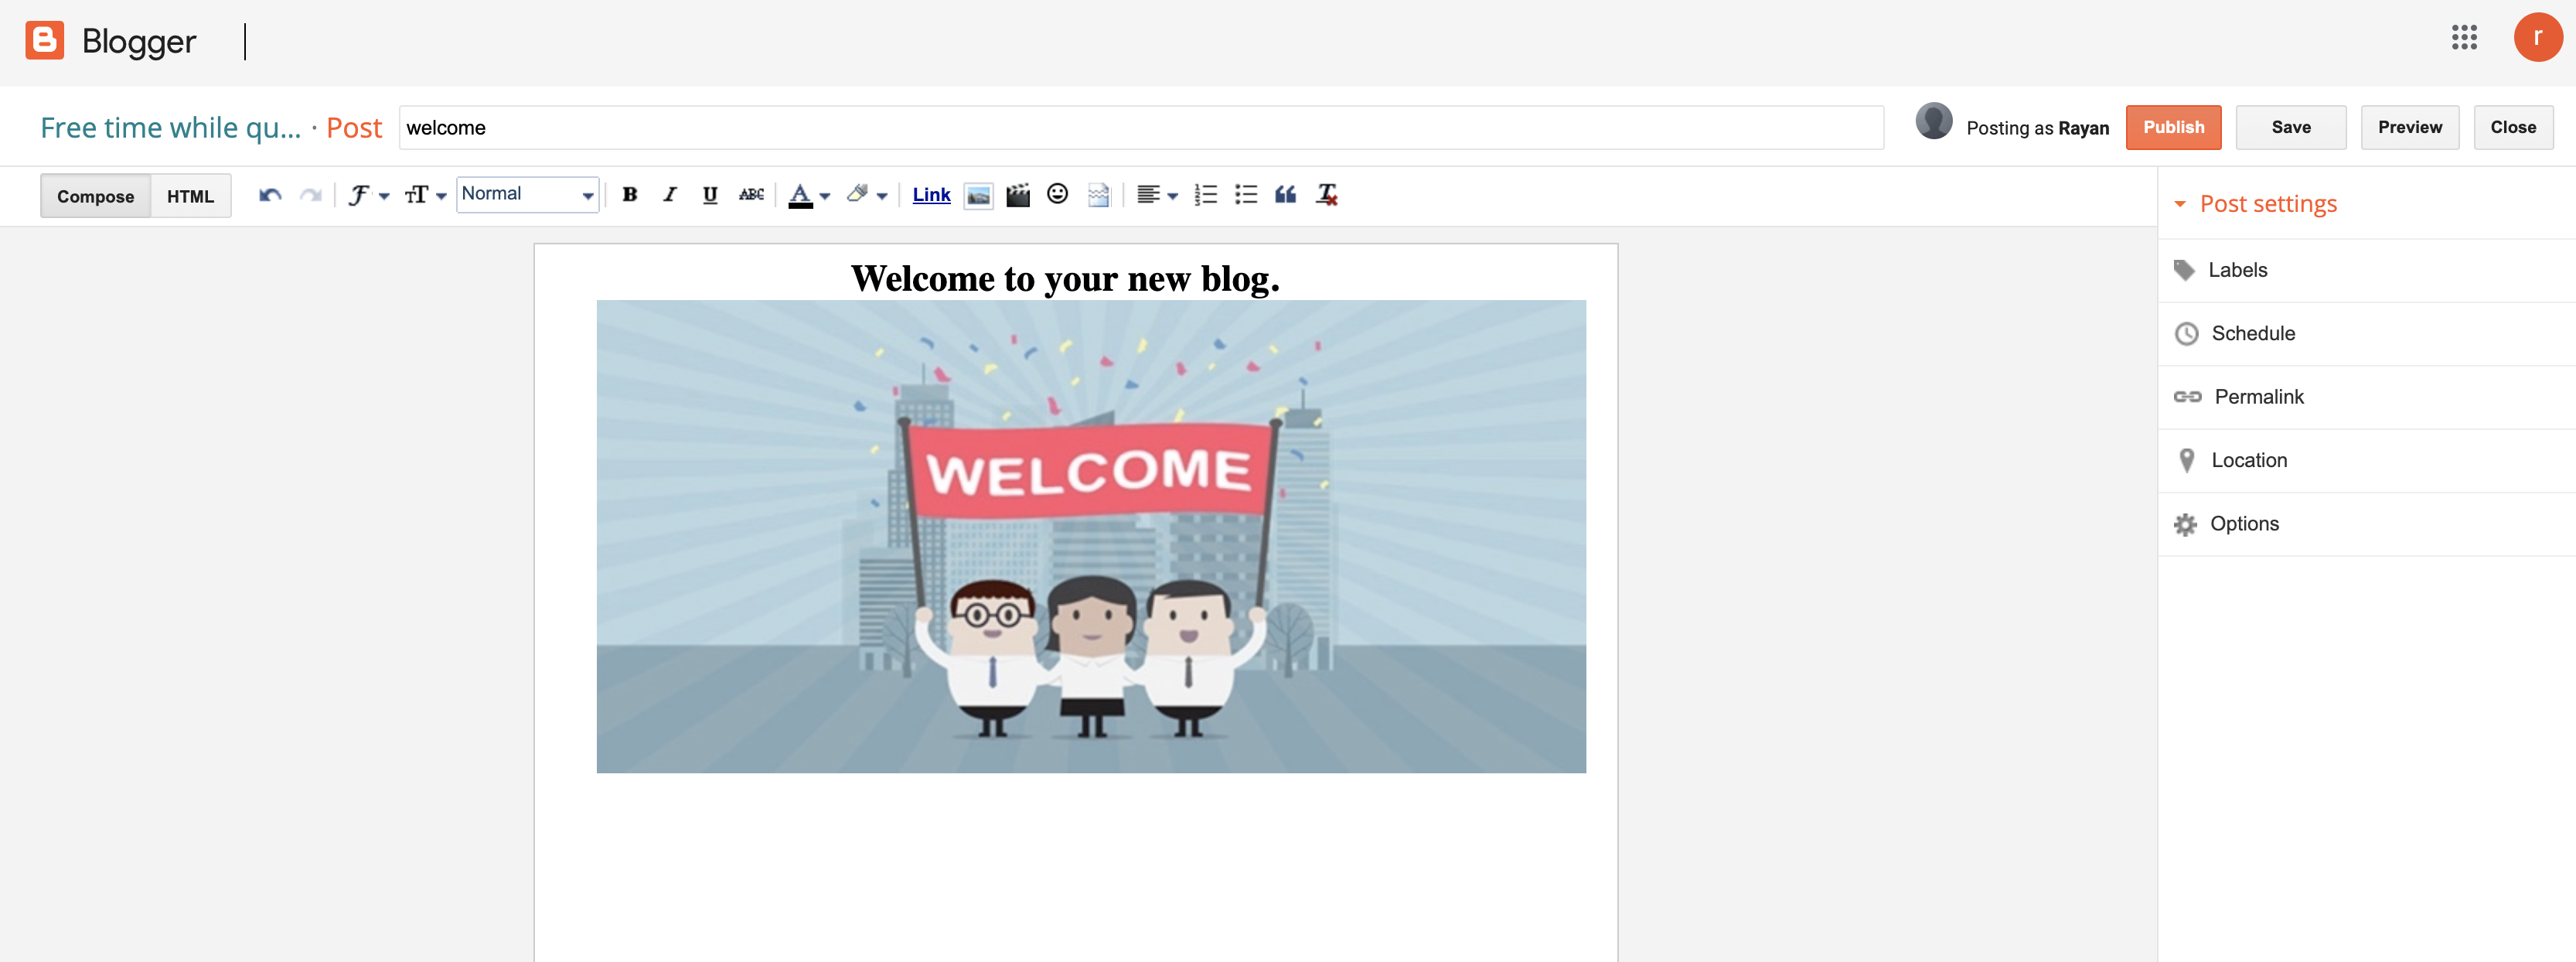 Blogger
r
Free time while qu... · Post
welcome
Posting as Rayan
Publish
Save
Preview
Close
Compose
HTML
Normal
B I U ABC A Link
Post settings
Labels
Schedule
Permalink
Location
Options
Welcome to your new blog.
WELCOME